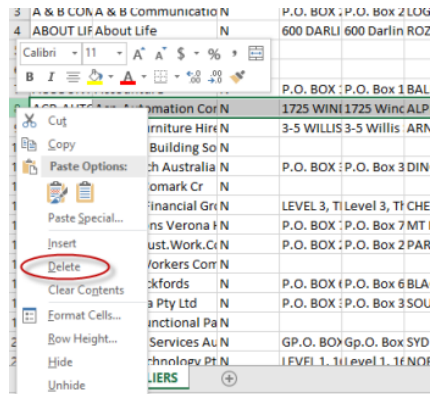 3 A & B CON A & B Communicatio N P.O. BOX 2 P.O. Box 2 LOG
4 ABOUT LIF About Life N 600 DARLI 600 Darlin ROZ
Calibri 11 A A $ % , 
B I A .00
P.O. BOX P.O. Box 1 BAL
Automation Cor N 1725 WIN 1725 Winc ALP
Cut urniture Hire N 3-5 WILLIS 3-5 Willis ARN
Copy Building So N
Paste Options: ch Australia N P.O. BOX 3 P.O. Box 3 DIN
omark Cr N
inancial Gr N LEVEL 3, T Level 3, Th CHE
Paste Special... ns Verona H N P.O. BOX 7 P.O. Box 7 MT
Insert ust.Work.Co N P.O. BOX 2 P.O. Box 2 PAR
Delete Vorkers Com N
Clear Contents kfords N P.O. BOX 6 P.O. Box 6 BLA
a Pty Ltd N P.O. BOX 3 P.O. Box 3 SOU
Format Cells... unctional Pa N
Row Height... Services Au N GP.O. BOX Gp.O. Box SYD
Hide chnology Pt N LEVEL 1, 1 Level 1, 1 NOR
Unhide LIERS